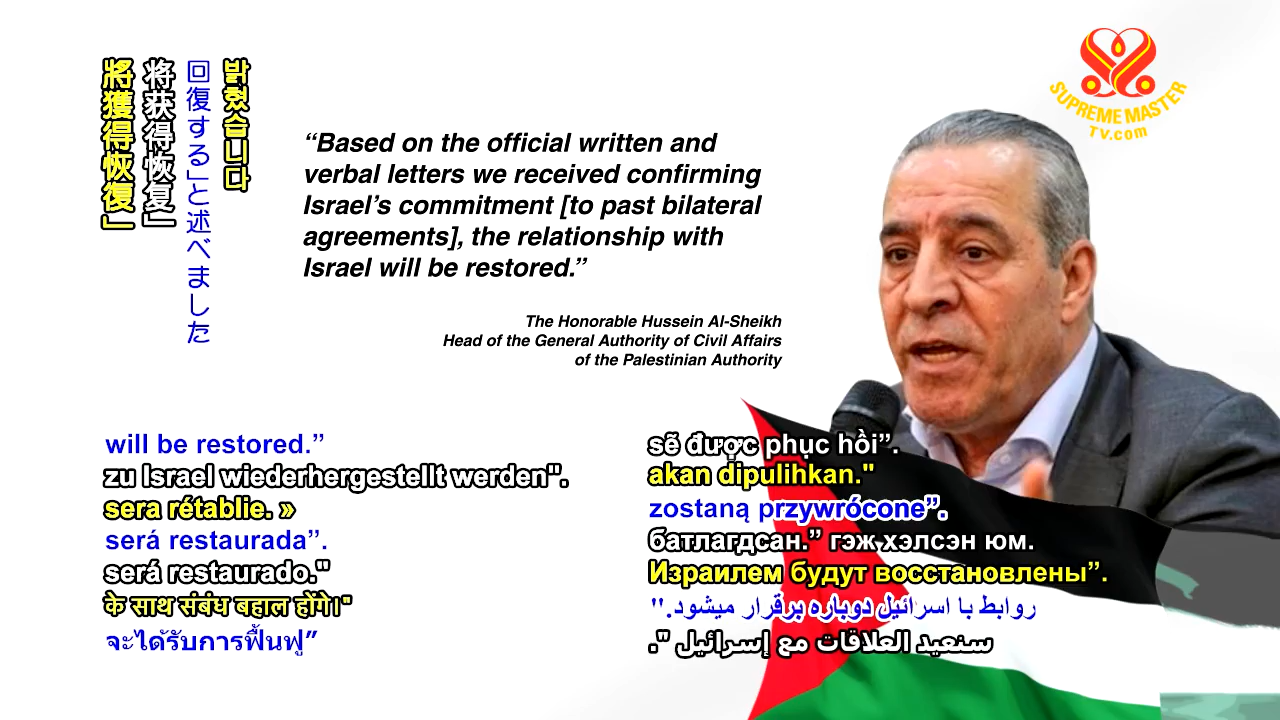 SUPREME MASTER
TV.com
將獲得恢復」
将获得恢复」
回復する」と述べました
밝혔습니다
“Based on the official written and
verbal letters we received confirming
Israel’s commitment [to past bilateral
agreements], the relationship with
Israel will be restored.”
The Honorable Hussein Al-Sheikh
Head of the General Authority of Civil Affairs
of the Palestinian Authority
will be restored.”
zu Israel wiederhergestellt werden".
sera rétablie. »
será restaurada”.
será restaurado."
के साथ संबंध बहाल होंगे।"
จะได้รับการฟื้นฟู”
sẽ được phục hồi”.
akan dipulihkan."
zostaną przywrócone”.
батлагдсан.” гэж хэлсэн юм.
Израилем будут восстановлены”.
روابط با اسرائیل دوباره برقرار میشود."
سنعيد العلاقات مع إسرائيل ".